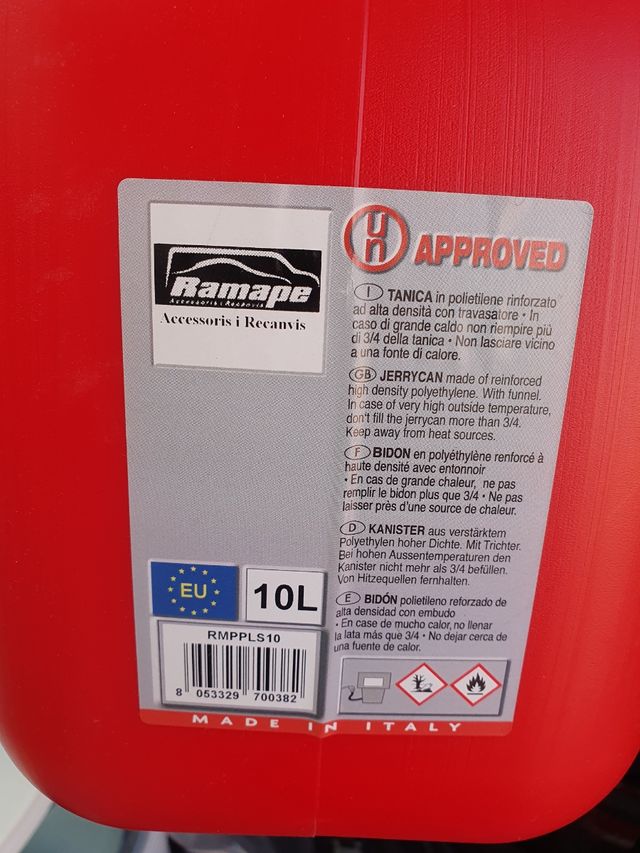 Ramape
Accessoris i Recanvis
Accessoris i Recanvis
un APPROVED
I TANICA in polietilene rinforzato
ad alta densità con travasatore • In
caso di grande caldo non riempire più
di 3/4 della tanica • Non lasciare vicino
a una fonte di calore.
GB JERRYCAN made of reinforced
high density polyethylene. With funnel.
In case of very high outside temperature,
don't fill the jerrycan more than 3/4.
Keep away from heat sources.
F BIDON en polyéthylène renforcé à
haute densité avec entonnoir
• En cas de grande chaleur, ne pas
remplir le bidon plus que 3/4 • Ne pas
laisser près d'une source de chaleur.
D KANISTER aus verstärktem
Polyethylen hoher Dichte. Mit Trichter.
Bei hohen Aussentemperaturen den
Kanister nicht mehr als 3/4 befüllen.
Von Hitzequellen fernhalten.
E BIDÓN polietileno reforzado de
alta densidad con embudo
• En caso de mucho calor, no llenar
la lata más que 3/4 • No dejar cerca de
una fuente de calor.
EU
10L
RMPPLS10
8 053329 700382
MADE IN ITALY